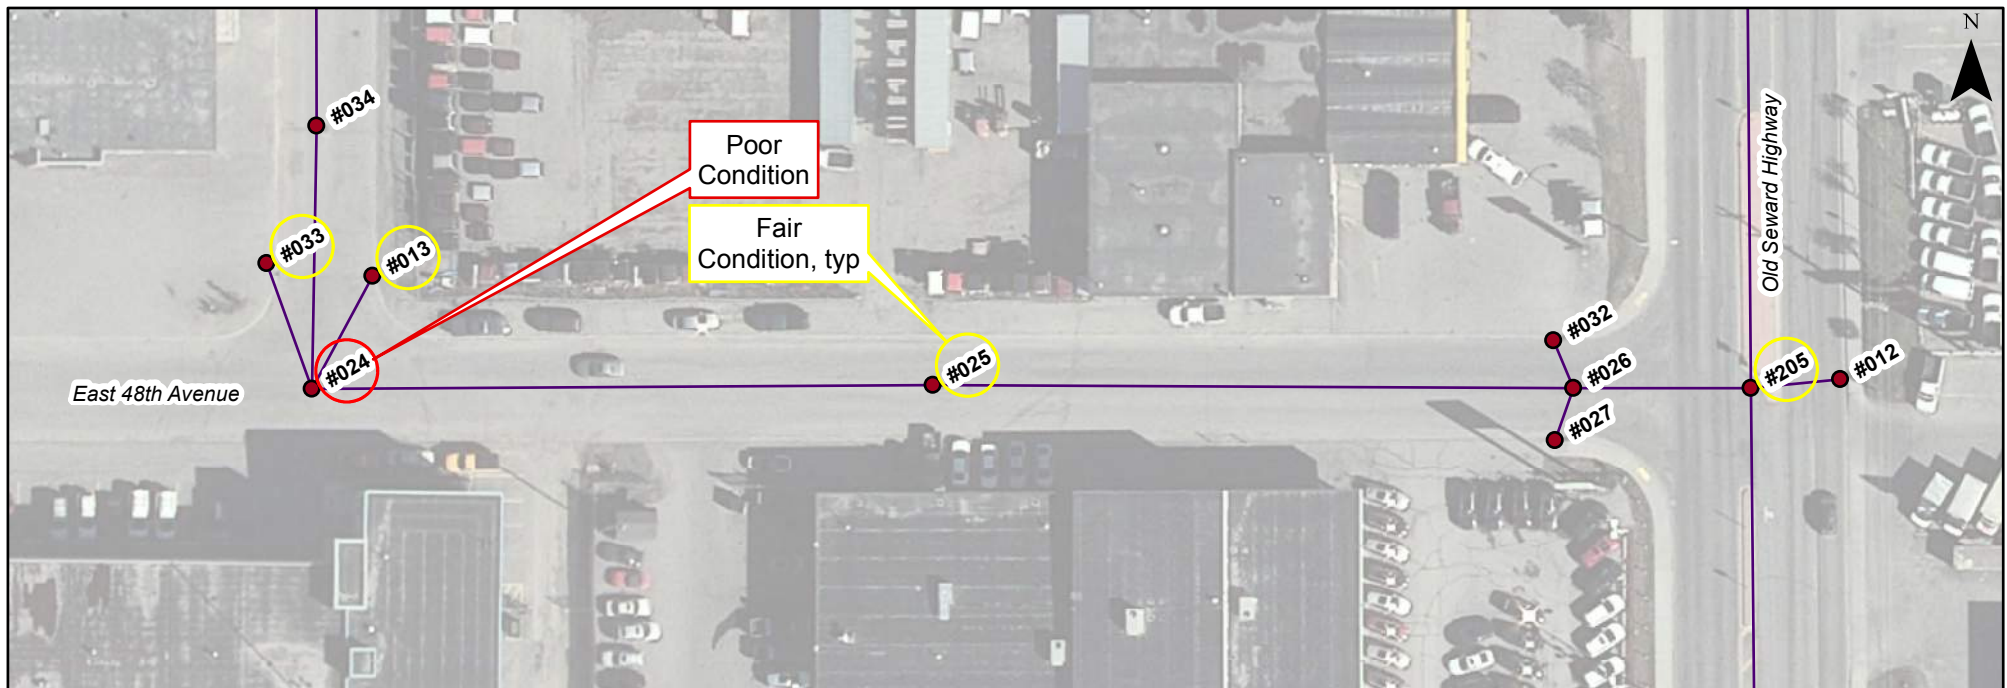 N
#034
Poor
Condition
Old Seward Highway
Fair
Condition, typ
#033
#013
#032
#024
#025
#026
#205
#012
East 48th Avenue
#027